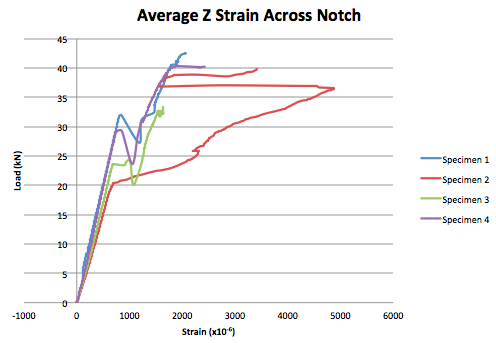 Average Z Strain Across Notch
45
40
35
30
25
20
15
10
5
0
Load (kN)
-1000 0 1000 2000 3000 4000 5000 6000
Strain (x10⁻⁶)
Specimen 1
Specimen 2
Specimen 3
Specimen 4